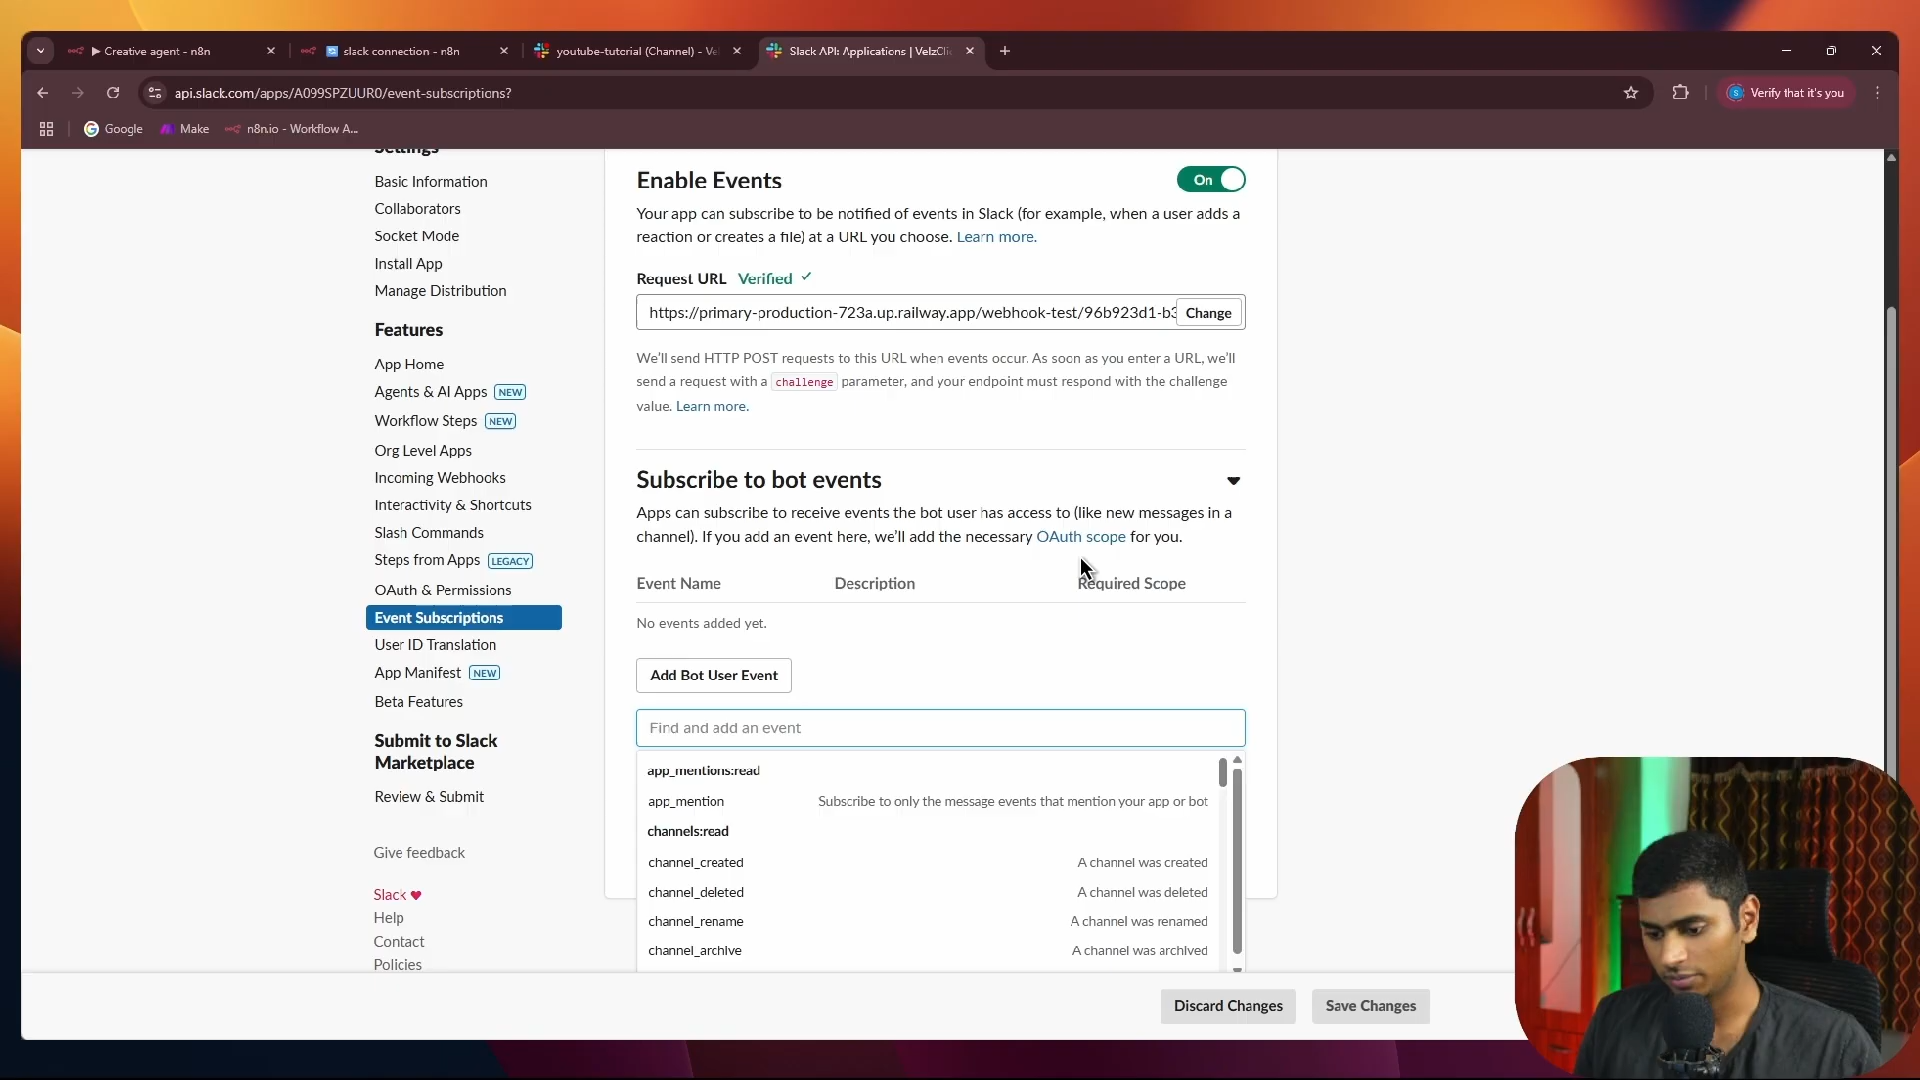 Creative agent - n8n
slack connection - n8n
youtube-tutorial (Channel) - Ve
Slack API: Applications | VelzCli
api.slack.com/apps/A099SPZUUR0/event-subscriptions?
Verify that it's you
Google
Make
n8n.io - Workflow A...
Settings
Basic Information
Collaborators
Socket Mode
Install App
Manage Distribution
Features
App Home
Agents & AI Apps NEW
Workflow Steps NEW
Org Level Apps
Incoming Webhooks
Interactivity & Shortcuts
Slash Commands
Steps from Apps LEGACY
OAuth & Permissions
Event Subscriptions
User ID Translation
App Manifest NEW
Beta Features
Submit to Slack
Marketplace
Review & Submit
Give feedback
Slack
Help
Contact
Policies
Enable Events
On
Your app can subscribe to be notified of events in Slack (for example, when a user adds a
reaction or creates a file) at a URL you choose. Learn more.
Request URL Verified
https://primary-production-723a.up.railway.app/webhook-test/96b923d1-b3
Change
We'll send HTTP POST requests to this URL when events occur. As soon as you enter a URL, we'll
send a request with a challenge parameter, and your endpoint must respond with the challenge
value. Learn more.
Subscribe to bot events
Apps can subscribe to receive events the bot user has access to (like new messages in a
channel). If you add an event here, we'll add the necessary OAuth scope for you.
Event Name Description Required Scope
No events added yet.
Add Bot User Event
Find and add an event
app_mentions:read
app_mention Subscribe to only the message events that mention your app or bot
channels:read
channel_created A channel was created
channel_deleted A channel was deleted
channel_rename A channel was renamed
channel_archive A channel was archived
Discard Changes
Save Changes